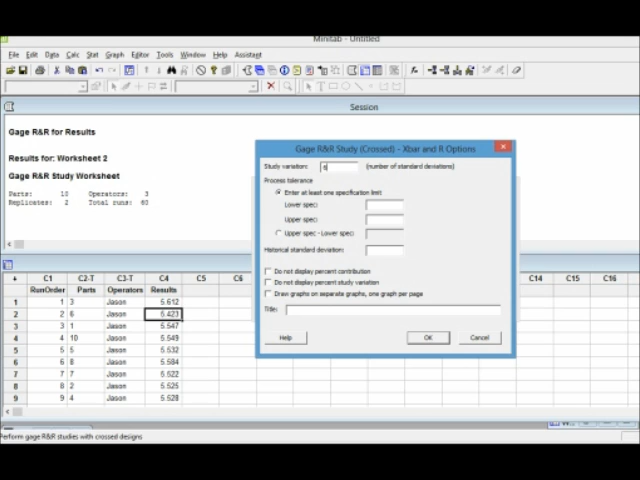 Minitab - Untitled
File Edit Data Calc Stat Graph Editor Tools Window Help Assistant
Session
Gage R&R for Results
Results for: Worksheet 2
Gage R&R Study Worksheet
Parts: 10 Operators: 3
Replicates: 2 Total runs: 60
Gage R&R Study (Crossed) - Xbar and R Options
Study variation: 6 (number of standard deviations)
Process tolerance
Enter at least one specification limit
Lower spec:
Upper spec:
Upper spec - Lower spec:
Historical standard deviation:
Do not display percent contribution
Do not display percent study variation
Draw graphs on separate graphs, one graph per page
Title:
Help OK Cancel
C1 C2-T C3-T C4 C5 C6 C14 C15 C16
RunOrder Parts Operators Results
1 1 3 Jason 5.612
2 2 6 Jason 5.423
3 3 1 Jason 5.547
4 4 10 Jason 5.549
5 5 5 Jason 5.532
6 6 8 Jason 5.594
7 7 7 Jason 5.522
8 8 2 Jason 5.525
9 9 4 Jason 5.528
W...
Perform gage R&R studies with crossed designs